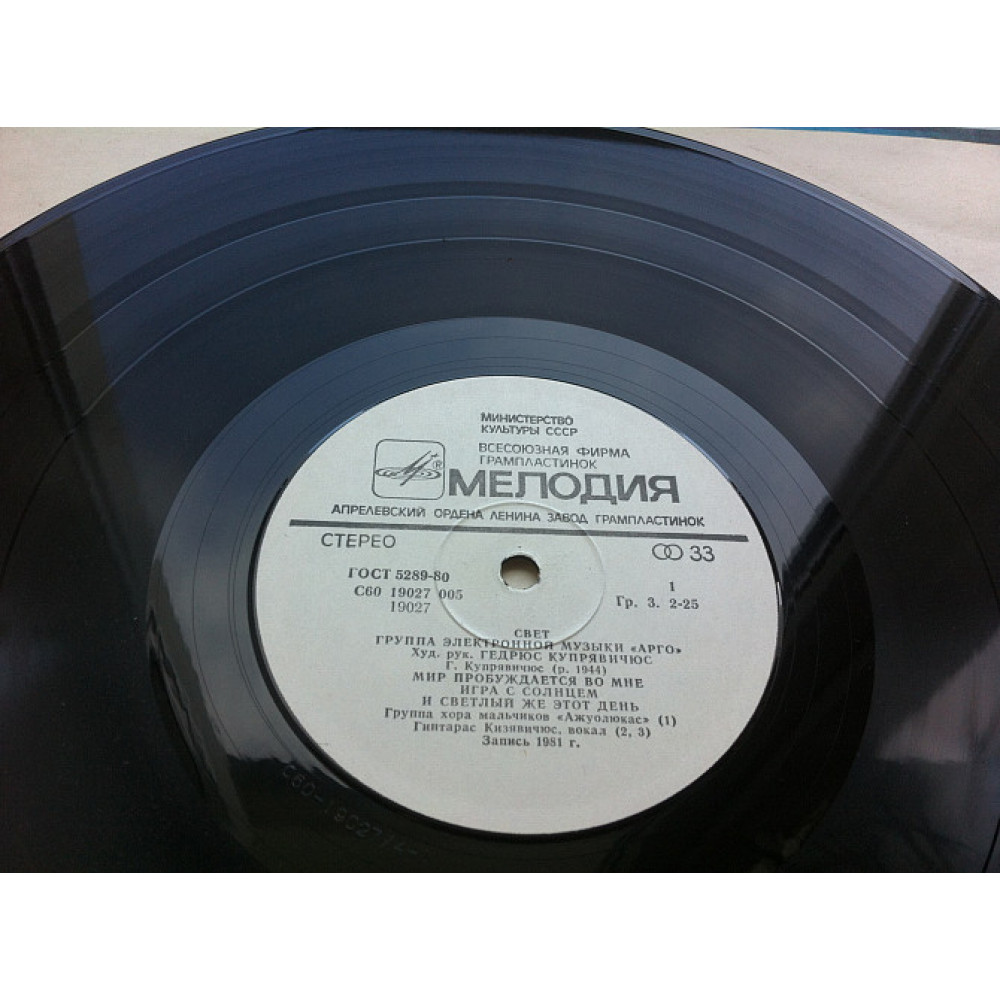 МИНИСТЕРСТВО
КУЛЬТУРЫ СССР
ВСЕСОЮЗНАЯ ФИРМА
ГРАМПЛАСТИНОК
® МЕЛОДИЯ
АПРЕЛЕВСКИЙ ОРДЕНА ЛЕНИНА ЗАВОД ГРАМПЛАСТИНОК
СТЕРЕО 33
ГОСТ 5289-80 1
С60 19027 005 Гр. 3. 2-25
19027
СВЕТ
ГРУППА ЭЛЕКТРОННОЙ МУЗЫКИ «АРГО»
Худ. рук. ГЕДРЮС КУПРЯВИЧЮС
Г. Купрявичюс (р. 1944)
МИР ПРОБУЖДАЕТСЯ ВО МНЕ
ИГРА С СОЛНЦЕМ
И СВЕТЛЫЙ ЖЕ ЭТОТ ДЕНЬ
Группа хора мальчиков «Ажуолюкас» (1)
Гинтарас Кизявичюс, вокал (2, 3)
Запись 1981 г.